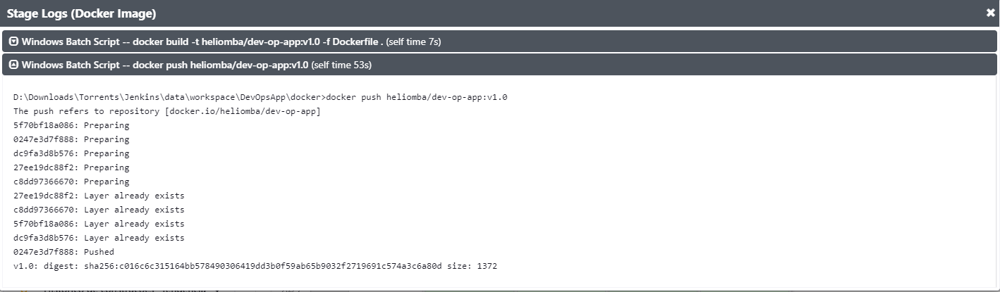 Stage Logs (Docker Image)
Windows Batch Script -- docker build -t heliomba/dev-op-app:v1.0 -f Dockerfile . (self time 7s)
Windows Batch Script -- docker push heliomba/dev-op-app:v1.0 (self time 53s)
D:\Downloads\Torrents\Jenkins\data\workspace\DevOpsApp\docker>docker push heliomba/dev-op-app:v1.0
The push refers to repository [docker.io/heliomba/dev-op-app]
5f70bf18a086: Preparing
0247e3d7f888: Preparing
dc9fa3d8b576: Preparing
27ee19dc88f2: Preparing
c8dd97366670: Preparing
27ee19dc88f2: Layer already exists
c8dd97366670: Layer already exists
5f70bf18a086: Layer already exists
dc9fa3d8b576: Layer already exists
0247e3d7f888: Pushed
v1.0: digest: sha256:c016c6c315164bb578490306419dd3b0f59ab65b9032f2719691c574a3c6a80d size: 1372